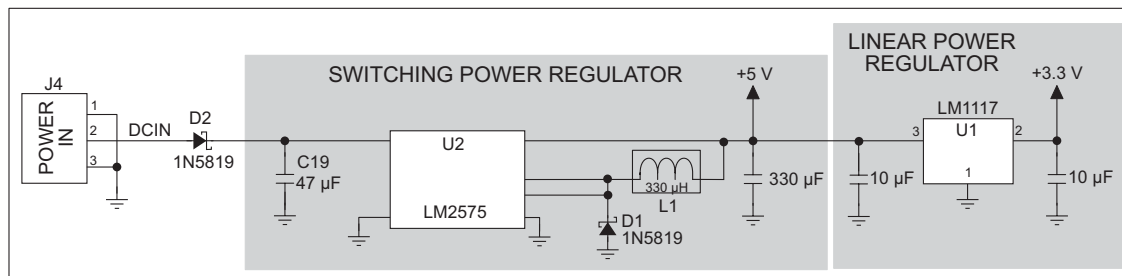 SWITCHING POWER REGULATOR
LINEAR POWER
REGULATOR
J4
POWER
IN
1
2
3
DCIN
D2
1N5819
C19
47 µF
U2
LM2575
330 µH
L1
D1
1N5819
+5 V
330 µF
10 µF
LM1117
U1
3
2
1
+3.3 V
10 µF